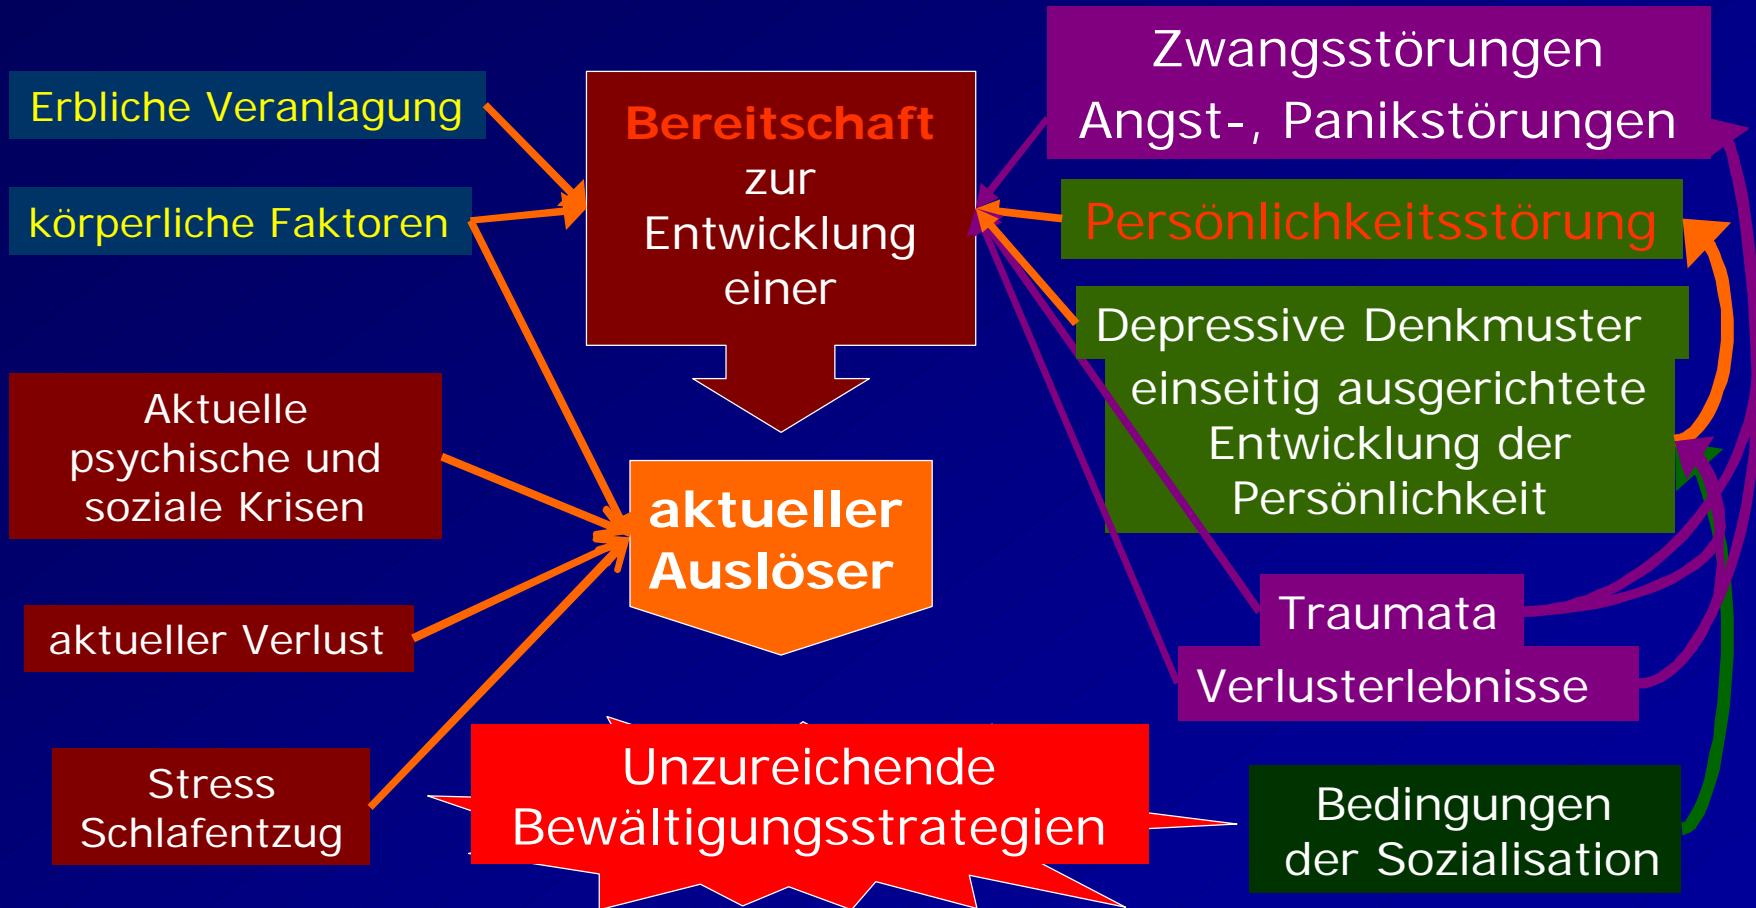 Erbliche Veranlagung
körperliche Faktoren
Aktuelle
psychische und
soziale Krisen
aktueller Verlust
Stress
Schlafentzug
Bereitschaft
zur
Entwicklung
einer
aktueller
Auslöser
Unzureichende
Bewältigungsstrategien
Zwangsstörungen
Angst-, Panikstörungen
Persönlichkeitsstörung
Depressive Denkmuster
einseitig ausgerichtete
Entwicklung der
Persönlichkeit
Traumata
Verlusterlebnisse
Bedingungen
der Sozialisation